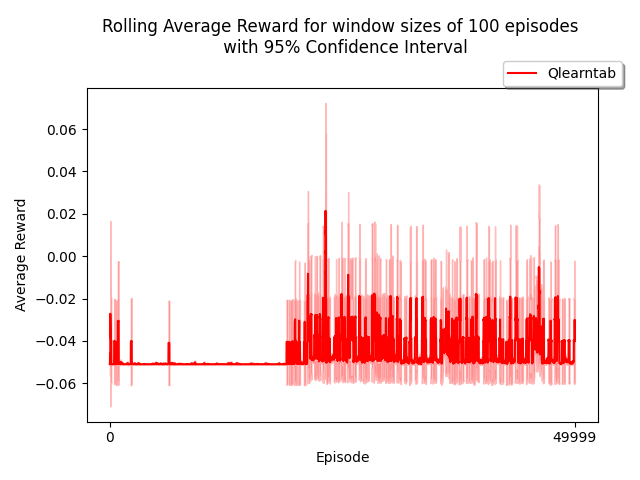 Rolling Average Reward for window sizes of 100 episodes
with 95% Confidence Interval
Qlearntab
0.06
0.04
0.02
0.00
−0.02
−0.04
−0.06
Average Reward
0
49999
Episode